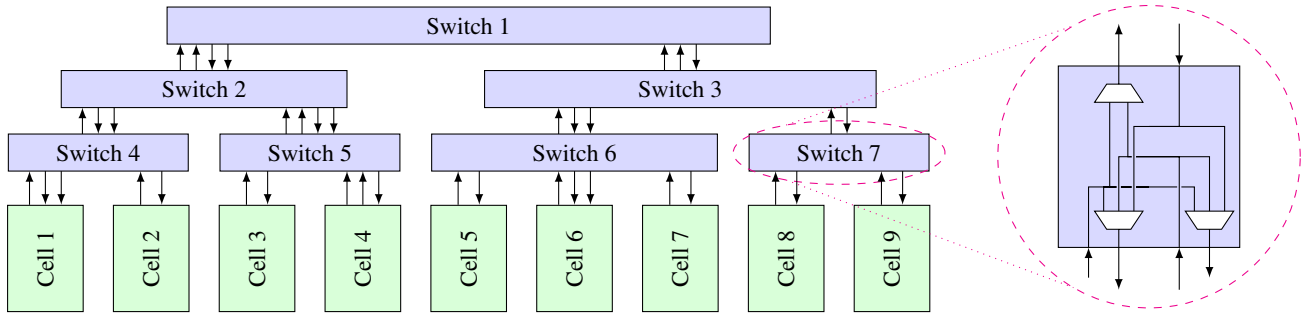 Switch 1
Switch 2
Switch 3
Switch 4
Switch 5
Switch 6
Switch 7
Cell 1
Cell 2
Cell 3
Cell 4
Cell 5
Cell 6
Cell 7
Cell 8
Cell 9